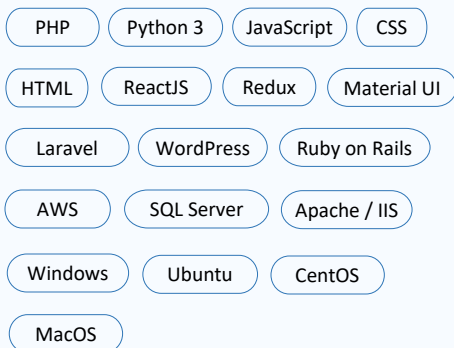 PHP Python 3 JavaScript CSS
HTML ReactJS Redux Material UI
Laravel WordPress Ruby on Rails
AWS SQL Server Apache / IIS
Windows Ubuntu CentOS
MacOS